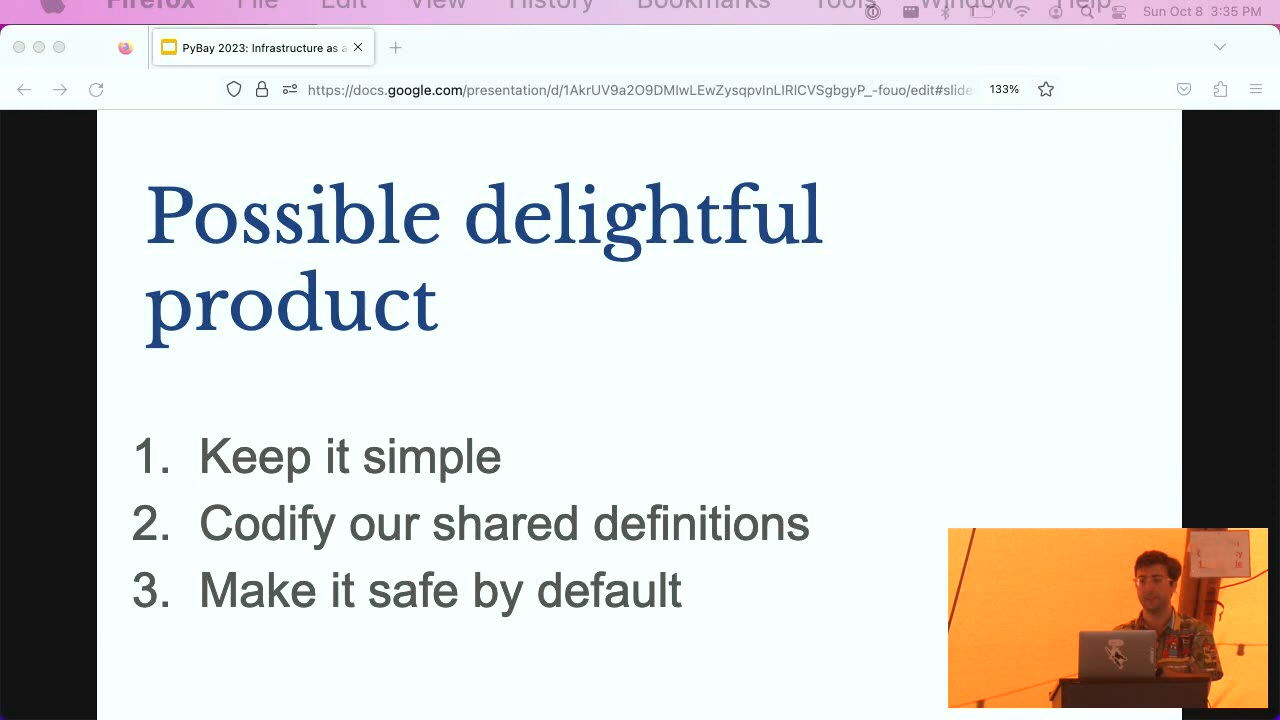 Firefox File Edit View History Bookmarks Tools Window Help
Sun Oct 8 3:35 PM
PyBay 2023: Infrastructure as a
https://docs.google.com/presentation/d/1AkrUV9a2O9DMIwLEwZysqpvInLIRlCVSgbgyP_-fouo/edit#slide
133%
Possible delightful
product
1. Keep it simple
2. Codify our shared definitions
3. Make it safe by default